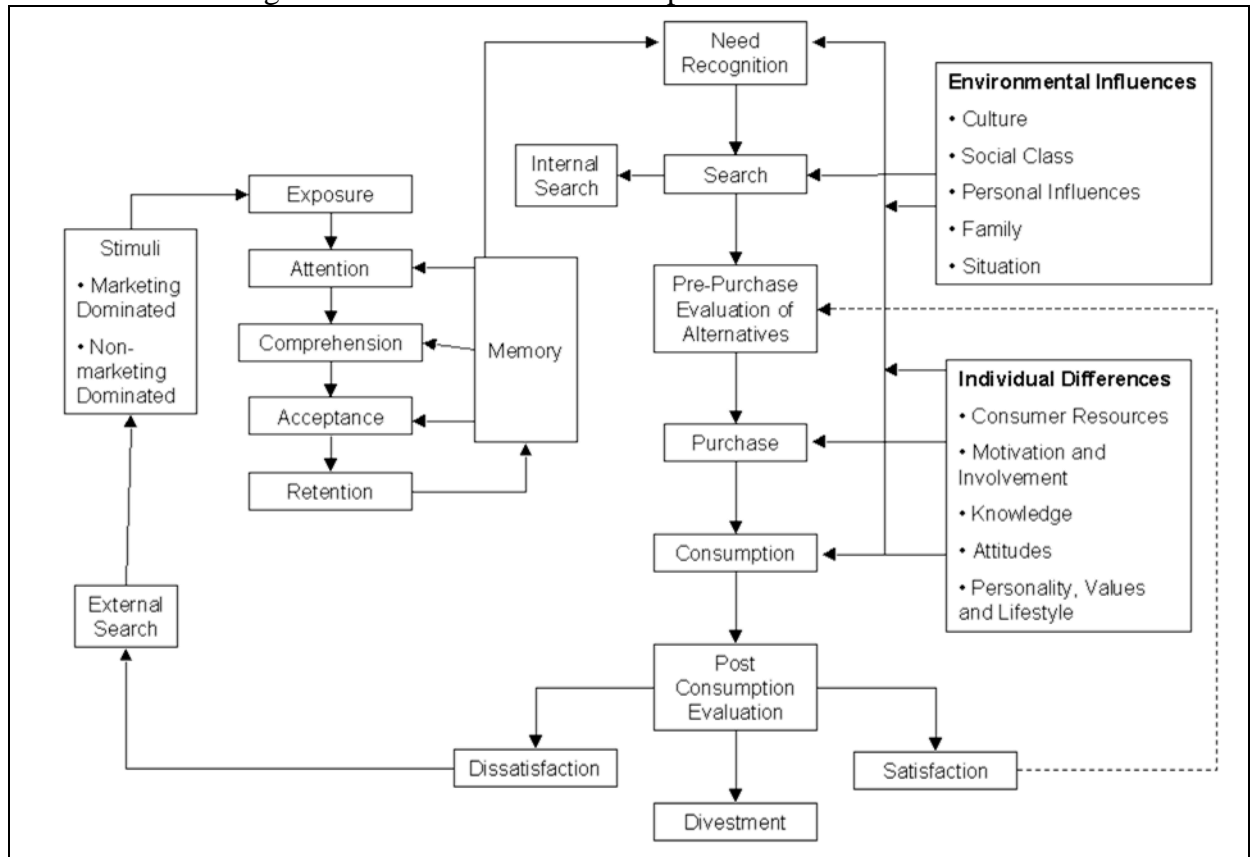 Need
Recognition
Environmental Influences
• Culture
• Social Class
• Personal Influences
• Family
• Situation
Internal
Search
Search
Exposure
Stimuli
• Marketing
Dominated
• Non-
marketing
Dominated
Attention
Comprehension
Acceptance
Retention
Memory
Pre-Purchase
Evaluation of
Alternatives
Individual Differences
• Consumer Resources
• Motivation and
Involvement
• Knowledge
• Attitudes
• Personality, Values
and Lifestyle
Purchase
Consumption
External
Search
Post
Consumption
Evaluation
Dissatisfaction
Satisfaction
Divestment